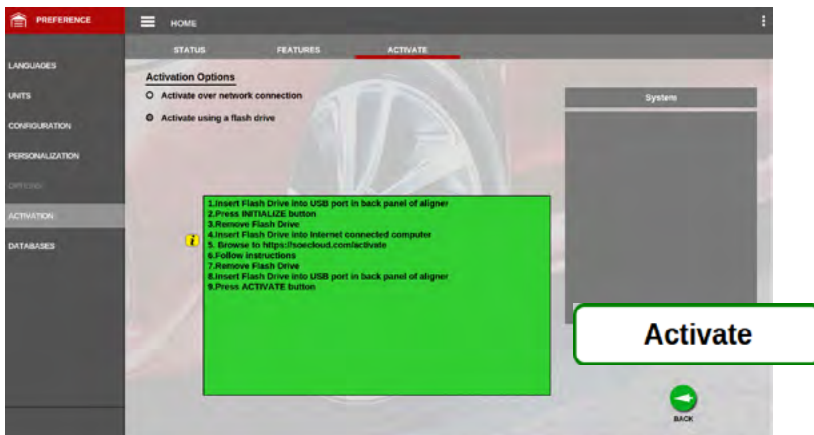 PREFERENCE
HOME
STATUS FEATURES ACTIVATE
LANGUAGES
UNITS
CONFIGURATION
PERSONALIZATION
ACTIVATION
DATABASES
Activation Options
Activate over network connection
Activate using a flash drive
System
1.Insert Flash Drive into USB port in back panel of aligner
2.Press INITIALIZE button
3.Remove Flash Drive
4.Insert Flash Drive into Internet connected computer
5. Browse to https://soecloud.com/activate
6.Follow instructions
7.Remove Flash Drive
8.Insert Flash Drive into USB port in back panel of aligner
9.Press ACTIVATE button
Activate
BACK